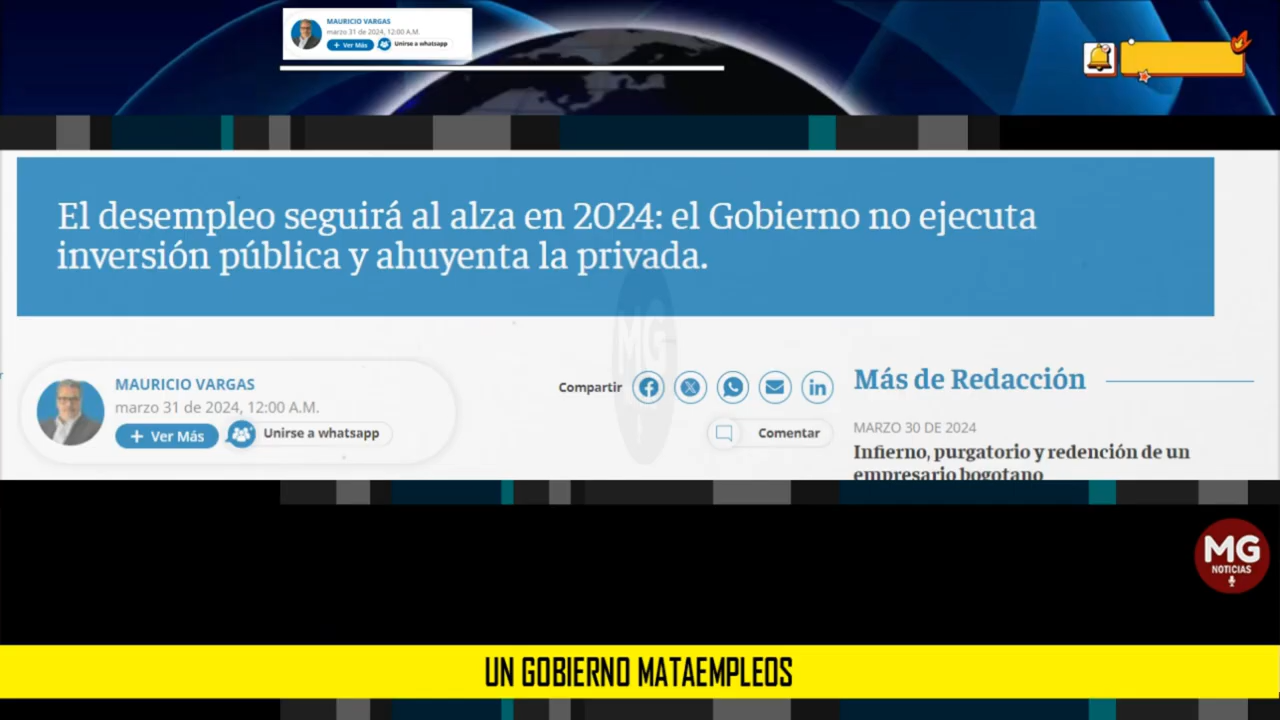 MAURICIO VARGAS
marzo 31 de 2024, 12:00 A.M.
+ Ver Más Unirse a whatsapp
El desempleo seguirá al alza en 2024: el Gobierno no ejecuta
inversión pública y ahuyenta la privada.
MG
MAURICIO VARGAS
marzo 31 de 2024, 12:00 A.M.
+ Ver Más Unirse a whatsapp
Compartir
Comentar
Más de Redacción
MARZO 30 DE 2024
Infierno, purgatorio y redención de un
empresario bogotano
MG
NOTICIAS
UN GOBIERNO MATAEMPLEOS